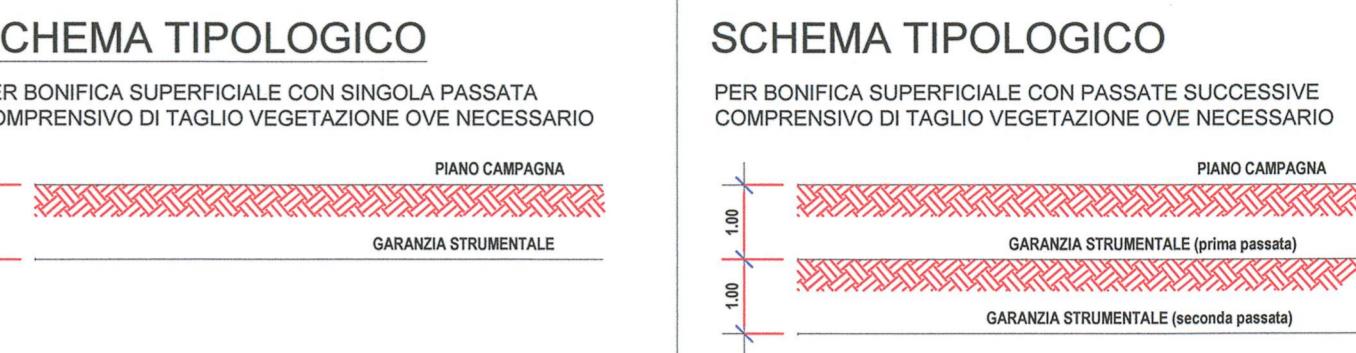 CHEMA TIPOLOGICO
ER BONIFICA SUPERFICIALE CON SINGOLA PASSATA
OMPRENSIVO DI TAGLIO VEGETAZIONE OVE NECESSARIO
PIANO CAMPAGNA
GARANZIA STRUMENTALE
SCHEMA TIPOLOGICO
PER BONIFICA SUPERFICIALE CON PASSATE SUCCESSIVE
COMPRENSIVO DI TAGLIO VEGETAZIONE OVE NECESSARIO
PIANO CAMPAGNA
1.00
GARANZIA STRUMENTALE (prima passata)
1.00
GARANZIA STRUMENTALE (seconda passata)